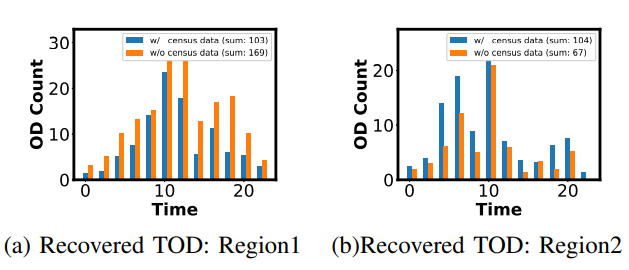 w/ census data (sum: 103)
w/o census data (sum: 169)
OD Count
30
20
10
0
0
10
20
Time
(a) Recovered TOD: Region1
w/ census data (sum: 104)
w/o census data (sum: 67)
OD Count
20
10
0
0
10
20
Time
(b)Recovered TOD: Region2